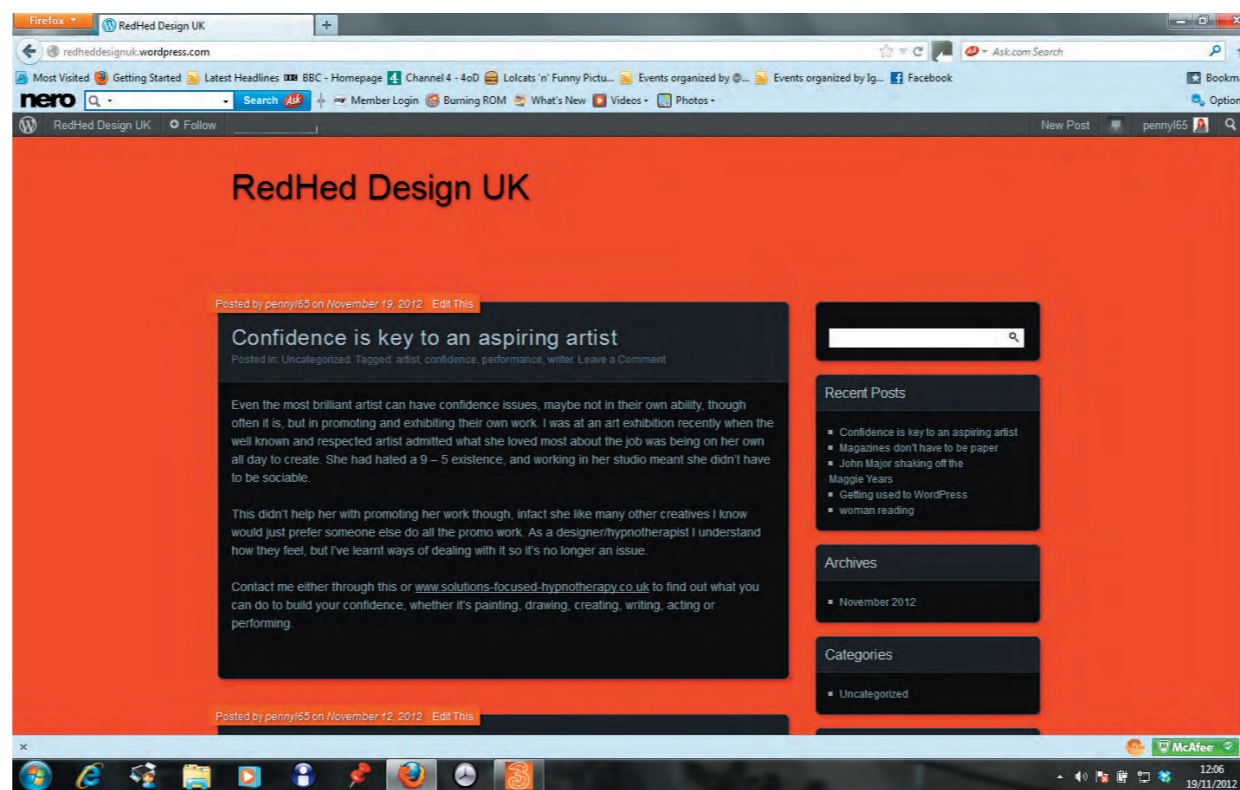 Firefox
RedHed Design UK
redheddesignuk.wordpress.com
Ask.com Search
Most Visited Getting Started Latest Headlines BBC - Homepage Channel 4 - 4oD Lolcats 'n' Funny Pictu... Events organized by @... Events organized by Ig... Facebook Bookm
nero Search Ask Member Login Burning ROM What's New Videos Photos Option
RedHed Design UK Follow New Post pennyl65
RedHed Design UK
Posted by pennyl65 on November 19, 2012 Edit This
Confidence is key to an aspiring artist
Posted in: Uncategorized. Tagged: artist, confidence, performance, writer. Leave a Comment
Even the most brilliant artist can have confidence issues, maybe not in their own ability, though
often it is, but in promoting and exhibiting their own work. I was at an art exhibition recently when the
well known and respected artist admitted what she loved most about the job was being on her own
all day to create. She had hated a 9 – 5 existence, and working in her studio meant she didn't have
to be sociable.
This didn't help her with promoting her work though, infact she like many other creatives I know
would just prefer someone else do all the promo work. As a designer/hypnotherapist I understand
how they feel, but I've learnt ways of dealing with it so it's no longer an issue.
Contact me either through this or www.solutions-focused-hypnotherapy.co.uk to find out what you
can do to build your confidence, whether it's painting, drawing, creating, writing, acting or
performing.
Posted by pennyl65 on November 12, 2012 Edit This
Recent Posts
Confidence is key to an aspiring artist
Magazines don't have to be paper
John Major shaking off the
Maggie Years
Getting used to WordPress
woman reading
Archives
November 2012
Categories
Uncategorized
McAfee
12:06
19/11/2012